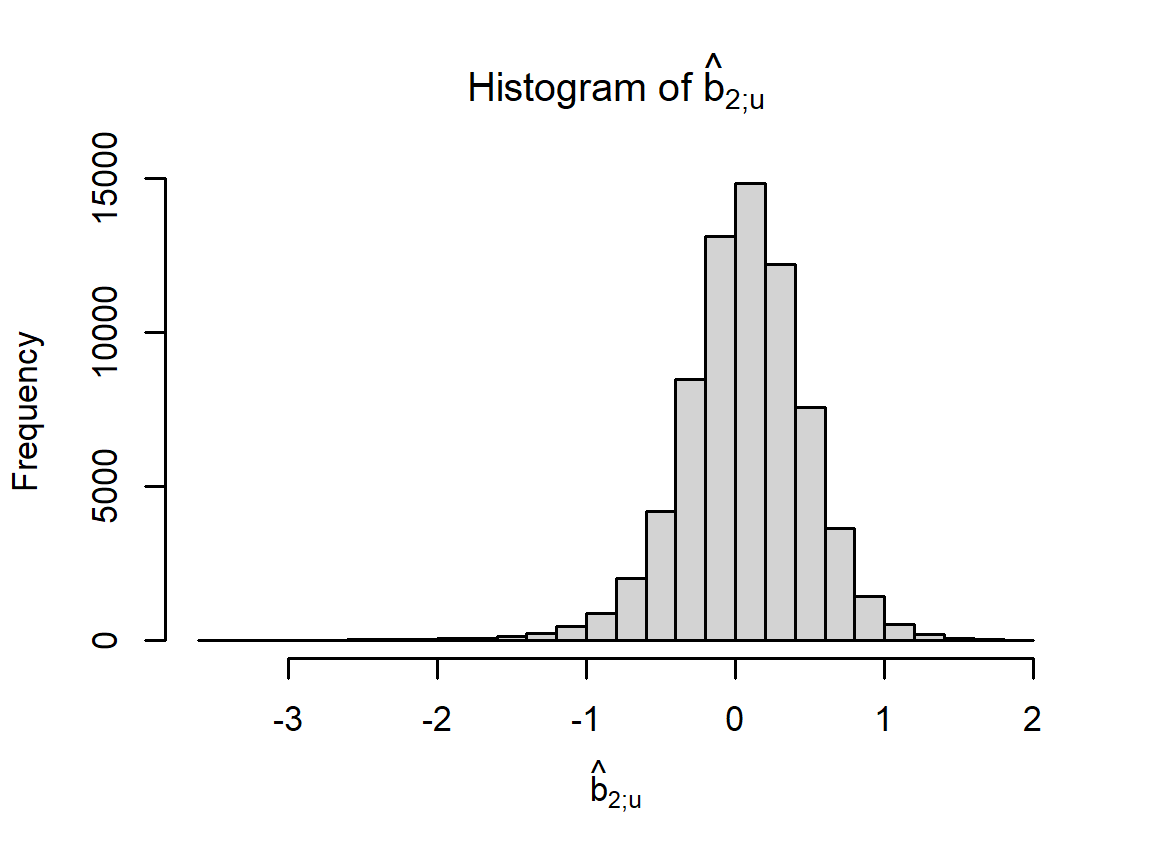 Histogram of b̂₂;ᵤ
Frequency
15000
10000
5000
0
-3 -2 -1 0 1 2
b̂₂;ᵤ